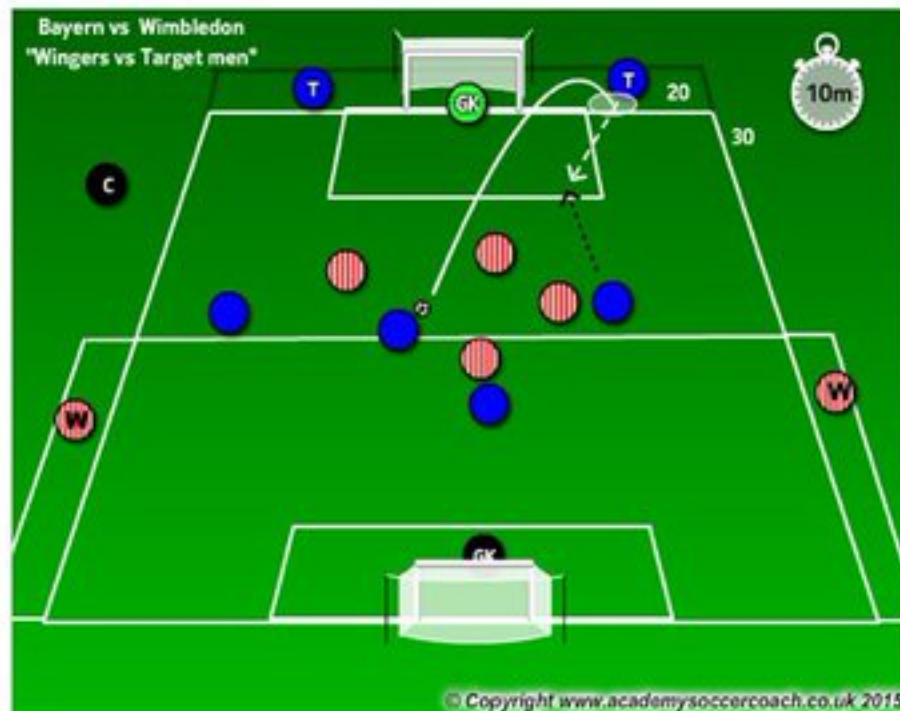 Bayern vs Wimbledon
"Wingers vs Target men"
T
T
GK
20
10m
30
C
W
W
GK
© Copyright www.academysoccercoach.co.uk 2015